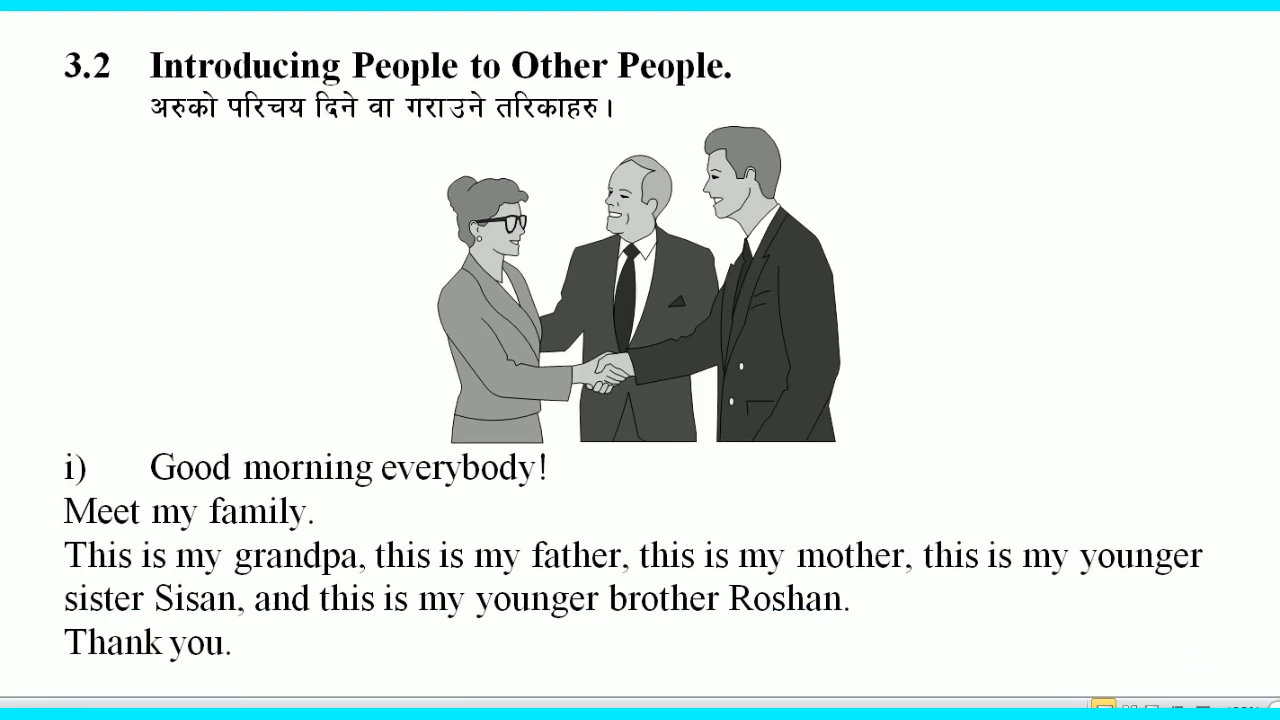 3.2 Introducing People to Other People.
अरुको परिचय दिने वा गराउने तरिकाहरु ।
i) Good morning everybody!
Meet my family.
This is my grandpa, this is my father, this is my mother, this is my younger
sister Sisan, and this is my younger brother Roshan.
Thank you.